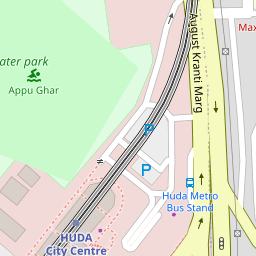 August Kranti Marg
Max
ater park
Appu Ghar
P
P
Huda Metro
Bus Stand
HUDA
City Centre